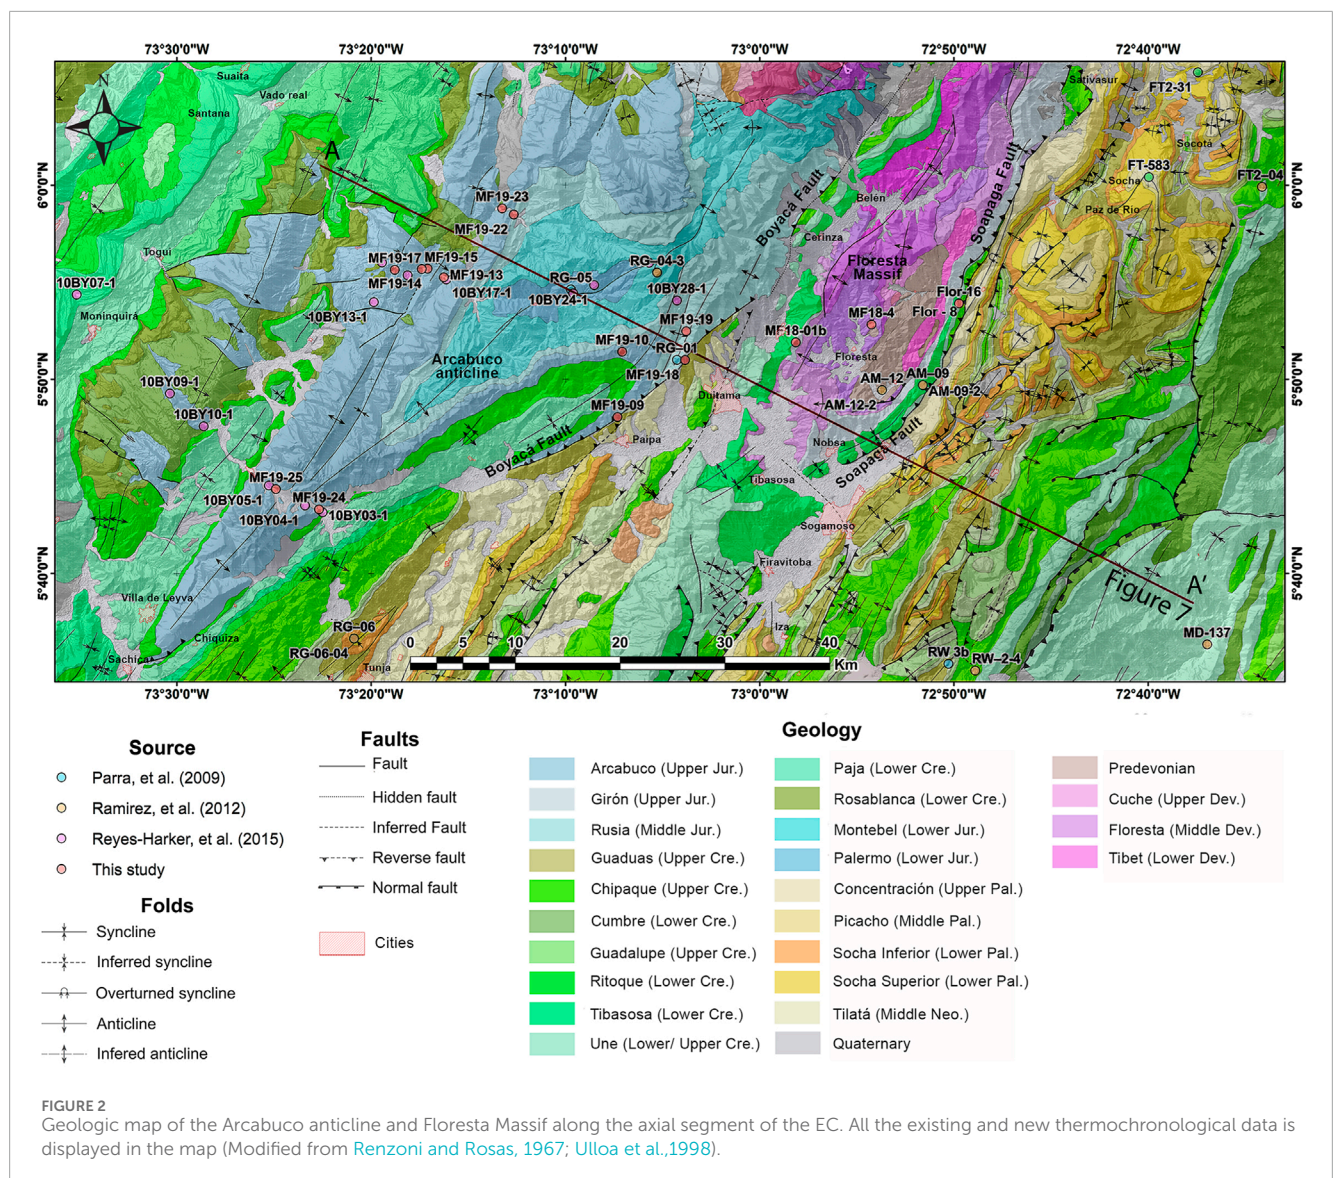 73°30'0"W 73°20'0"W 73°10'0"W 73°0'0"W 72°50'0"W 72°40'0"W
Suaita
Vado real
Santana
N
A
Sativasur
FT2-31
Socotá
FT-583
Socha
FT2–04
Paz de Rio
6°0'0"N
6°0'0"N
Belén
Boyacá Fault
Soapaga Fault
Cerinza
Floresta
Massif
MF19-23
MF19-22
Togui
MF19-17
MF19-15
MF19-14
MF19-13
10BY17-1
RG-05
RG–04-3
10BY24-1
10BY28-1
10BY07-1
Moninquirá
10BY13-1
Arcabuco
anticline
MF19-19
MF19-10
RG–01
MF19-18
MF18-01b
MF18-4
Flor-16
Flor - 8
Floresta
5°50'0"N
5°50'0"N
10BY09-1
10BY10-1
MF19-09
Duitama
AM–12
AM–09
AM-12-2
AM-09-2
Boyacá Fault
Paipa
Nobsa
Soapaga Fault
Tibasosa
MF19-25
10BY05-1
MF19-24
10BY04-1
10BY03-1
Sogamoso
Firavitoba
5°40'0"N
5°40'0"N
Villa de Leyva
Chiquiza
Sachica
RG–06
RG-06-04
Tunja
Iza
Figure 7
A'
MD-137
RW 3b
RW–2-4
0 5 10 20 30 40
Km
73°30'0"W 73°20'0"W 73°10'0"W 73°0'0"W 72°50'0"W 72°40'0"W
Source
Parra, et al. (2009)
Ramirez, et al. (2012)
Reyes-Harker, et al. (2015)
This study
Folds
Syncline
Inferred syncline
Overturned syncline
Anticline
Infered anticline
Faults
Fault
Hidden fault
Inferred Fault
Reverse fault
Normal fault
Cities
Geology
Arcabuco (Upper Jur.)
Girón (Upper Jur.)
Rusia (Middle Jur.)
Guaduas (Upper Cre.)
Chipaque (Upper Cre.)
Cumbre (Lower Cre.)
Guadalupe (Upper Cre.)
Ritoque (Lower Cre.)
Tibasosa (Lower Cre.)
Une (Lower/ Upper Cre.)
Paja (Lower Cre.)
Rosablanca (Lower Cre.)
Montebel (Lower Jur.)
Palermo (Lower Jur.)
Concentración (Upper Pal.)
Picacho (Middle Pal.)
Socha Inferior (Lower Pal.)
Socha Superior (Lower Pal.)
Tilatá (Middle Neo.)
Quaternary
Predevonian
Cuche (Upper Dev.)
Floresta (Middle Dev.)
Tibet (Lower Dev.)
FIGURE 2
Geologic map of the Arcabuco anticline and Floresta Massif along the axial segment of the EC. All the existing and new thermochronological data is
displayed in the map (Modified from Renzoni and Rosas, 1967; Ulloa et al.,1998).